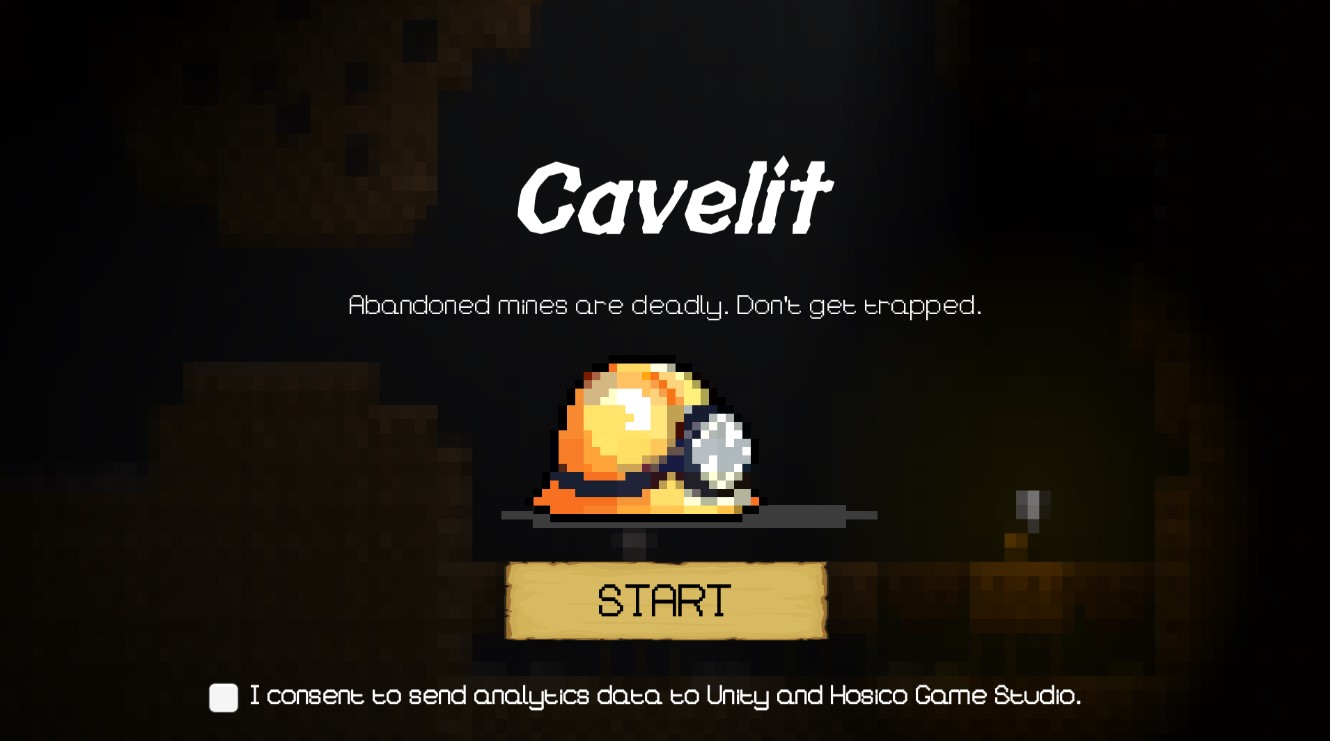 Cavelit
Abandoned mines are deadly. Don't get trapped.
START
I consent to send analytics data to Unity and Hosico Game Studio.